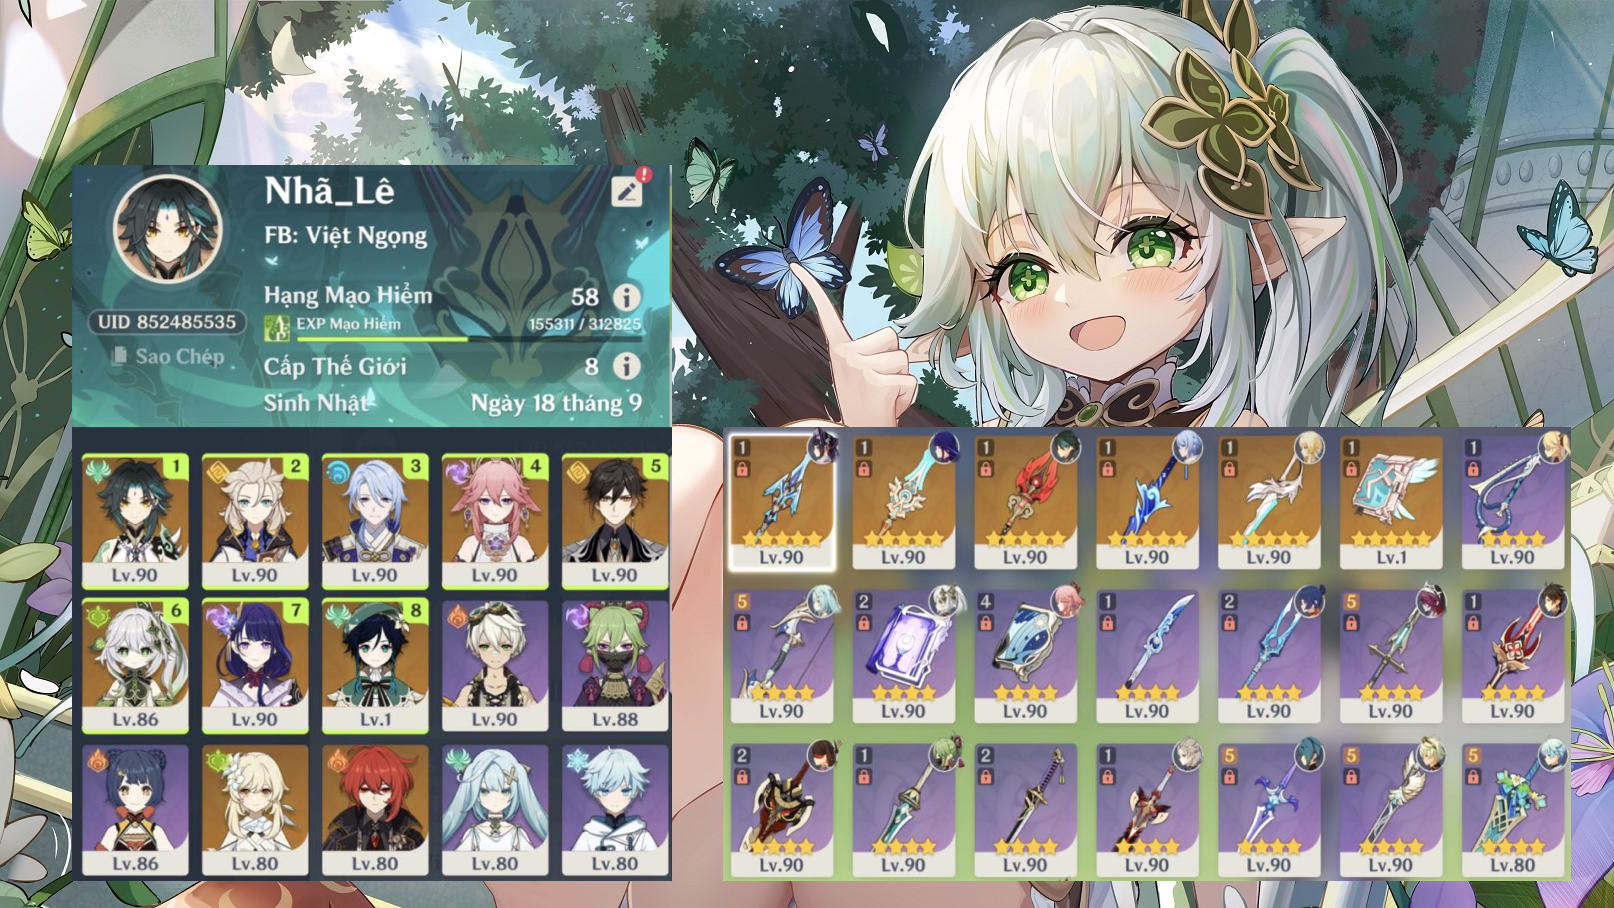 Nhã_Lê
FB: Việt Ngọng
Hạng Mạo Hiểm 58
EXP Mạo Hiểm 155311 / 312825
UID 852485535
Sao Chép
Cấp Thế Giới 8
Sinh Nhật Ngày 18 tháng 9
1 2 3 4 5
Lv.90 Lv.90 Lv.90 Lv.90 Lv.90
6 7 8
Lv.86 Lv.90 Lv.1 Lv.90 Lv.88
Lv.86 Lv.80 Lv.80 Lv.80 Lv.80
1 1 1 1 1 1 1
Lv.90 Lv.90 Lv.90 Lv.90 Lv.90 Lv.1 Lv.90
5 2 4 1 2 5 1
Lv.90 Lv.90 Lv.90 Lv.90 Lv.90 Lv.90 Lv.90
2 1 2 1 5 5 5
Lv.90 Lv.90 Lv.90 Lv.90 Lv.90 Lv.90 Lv.80